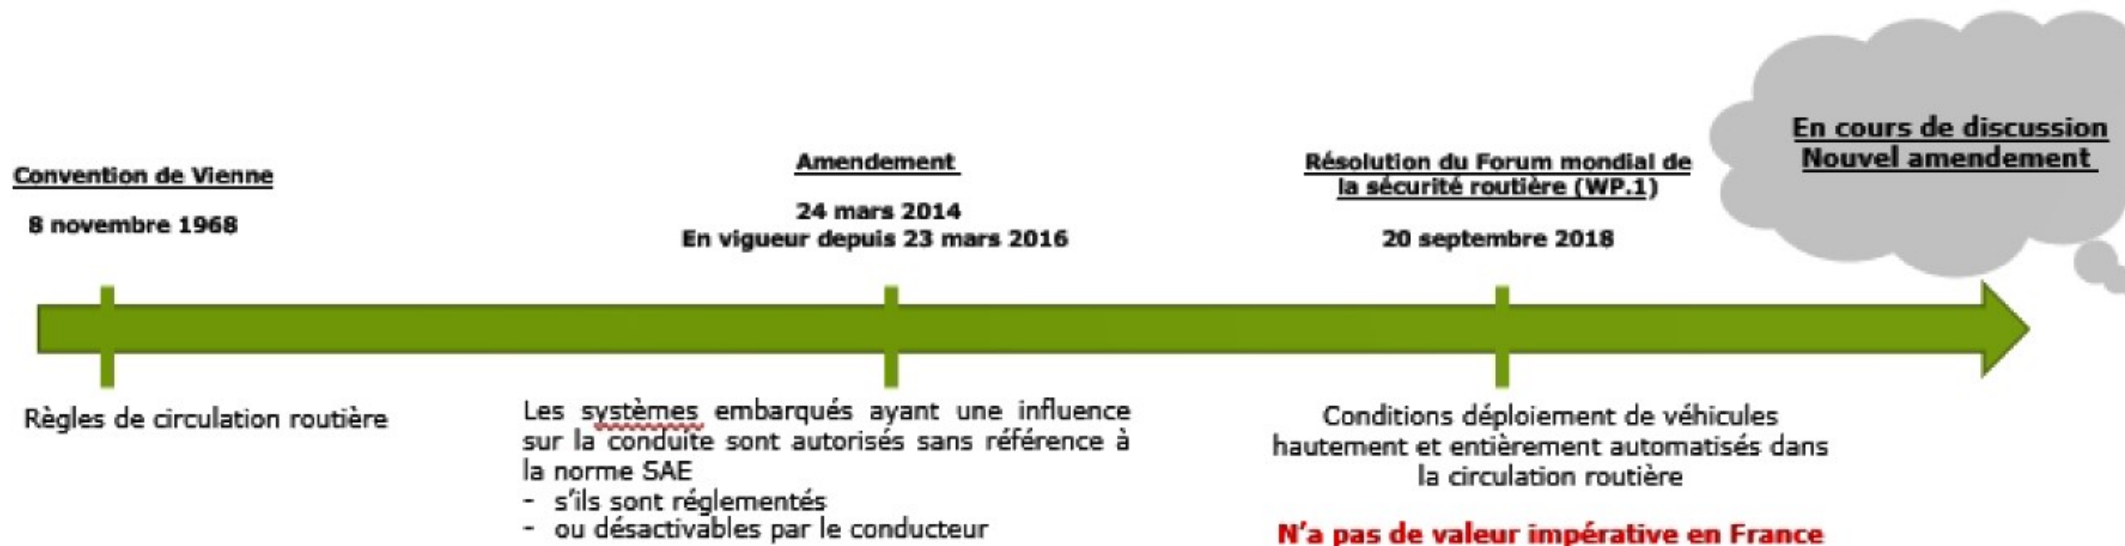 Convention de Vienne
8 novembre 1968
Règles de circulation routière
Amendement
24 mars 2014
En vigueur depuis 23 mars 2016
Les systèmes embarqués ayant une influence
sur la conduite sont autorisés sans référence à
la norme SAE
- s'ils sont réglementés
- ou désactivables par le conducteur
Résolution du Forum mondial de
la sécurité routière (WP.1)
20 septembre 2018
Conditions déploiement de véhicules
hautement et entièrement automatisés dans
la circulation routière
N'a pas de valeur impérative en France
En cours de discussion
Nouvel amendement